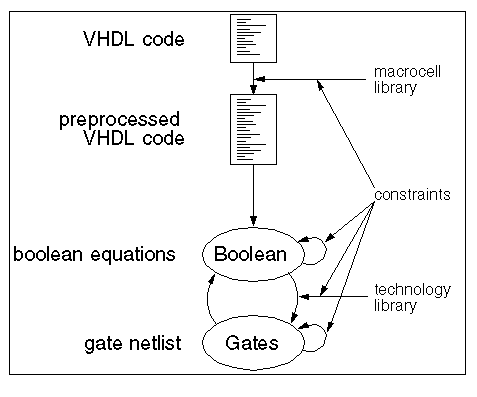 VHDL code
macrocell
library
preprocessed
VHDL code
constraints
boolean equations
Boolean
technology
library
gate netlist
Gates